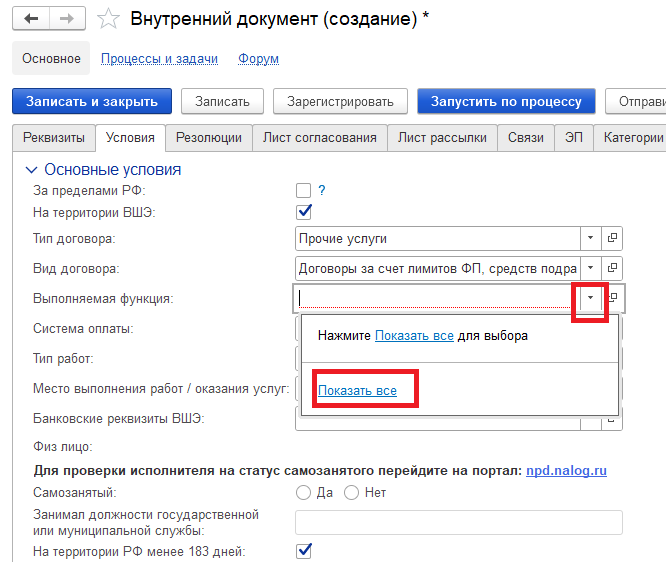 Внутренний документ (создание) *
Основное Процессы и задачи Форум
Записать и закрыть Записать Зарегистрировать Запустить по процессу Отправи
Реквизиты Условия Резолюции Лист согласования Лист рассылки Связи ЭП Категории
Основные условия
За пределами РФ: ?
На территории ВШЭ:
Тип договора: Прочие услуги
Вид договора: Договоры за счет лимитов ФП, средств подра
Выполняемая функция:
Система оплаты:
Нажмите Показать все для выбора
Тип работ:
Место выполнения работ / оказания услуг:
Показать все
Банковские реквизиты ВШЭ:
Физ лицо:
Для проверки исполнителя на статус самозанятого перейдите на портал: npd.nalog.ru
Самозанятый: Да Нет
Занимал должности государственной
или муниципальной службы:
На территории РФ менее 183 дней: